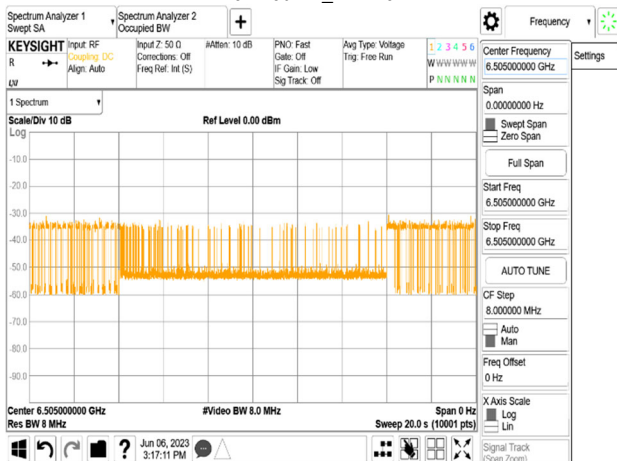 Spectrum Analyzer 1
Swept SA
Spectrum Analyzer 2
Occupied BW
Frequency
KEYSIGHT
R
Input: RF
Coupling: DC
Align: Auto
Input Z: 50 Ω
Corrections: Off
Freq Ref: Int (S)
#Atten: 10 dB
PNO: Fast
Gate: Off
IF Gain: Low
Sig Track: Off
Avg Type: Voltage
Trig: Free Run
1 2 3 4 5 6
W W W W W W
P N N N N N
1 Spectrum
Scale/Div 10 dB
Ref Level 0.00 dBm
Log
-10.0
-20.0
-30.0
-40.0
-50.0
-60.0
-70.0
-80.0
-90.0
Center 6.505000000 GHz
Res BW 8 MHz
#Video BW 8.0 MHz
Span 0 Hz
Sweep 20.0 s (10001 pts)
Jun 06, 2023
3:17:11 PM
Center Frequency
6.505000000 GHz
Span
0.00000000 Hz
Swept Span
Zero Span
Full Span
Start Freq
6.505000000 GHz
Stop Freq
6.505000000 GHz
AUTO TUNE
CF Step
8.000000 MHz
Auto
Man
Freq Offset
0 Hz
X Axis Scale
Log
Lin
Signal Track
(Span Zoom)
Settings